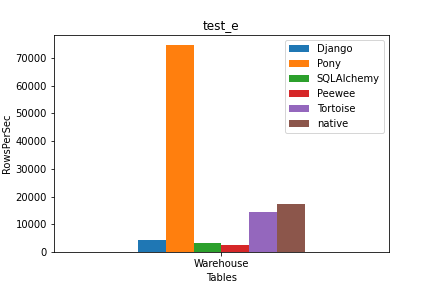 test_e
RowsPerSec
70000
60000
50000
40000
30000
20000
10000
0
Django
Pony
SQLAlchemy
Peewee
Tortoise
native
Warehouse
Tables